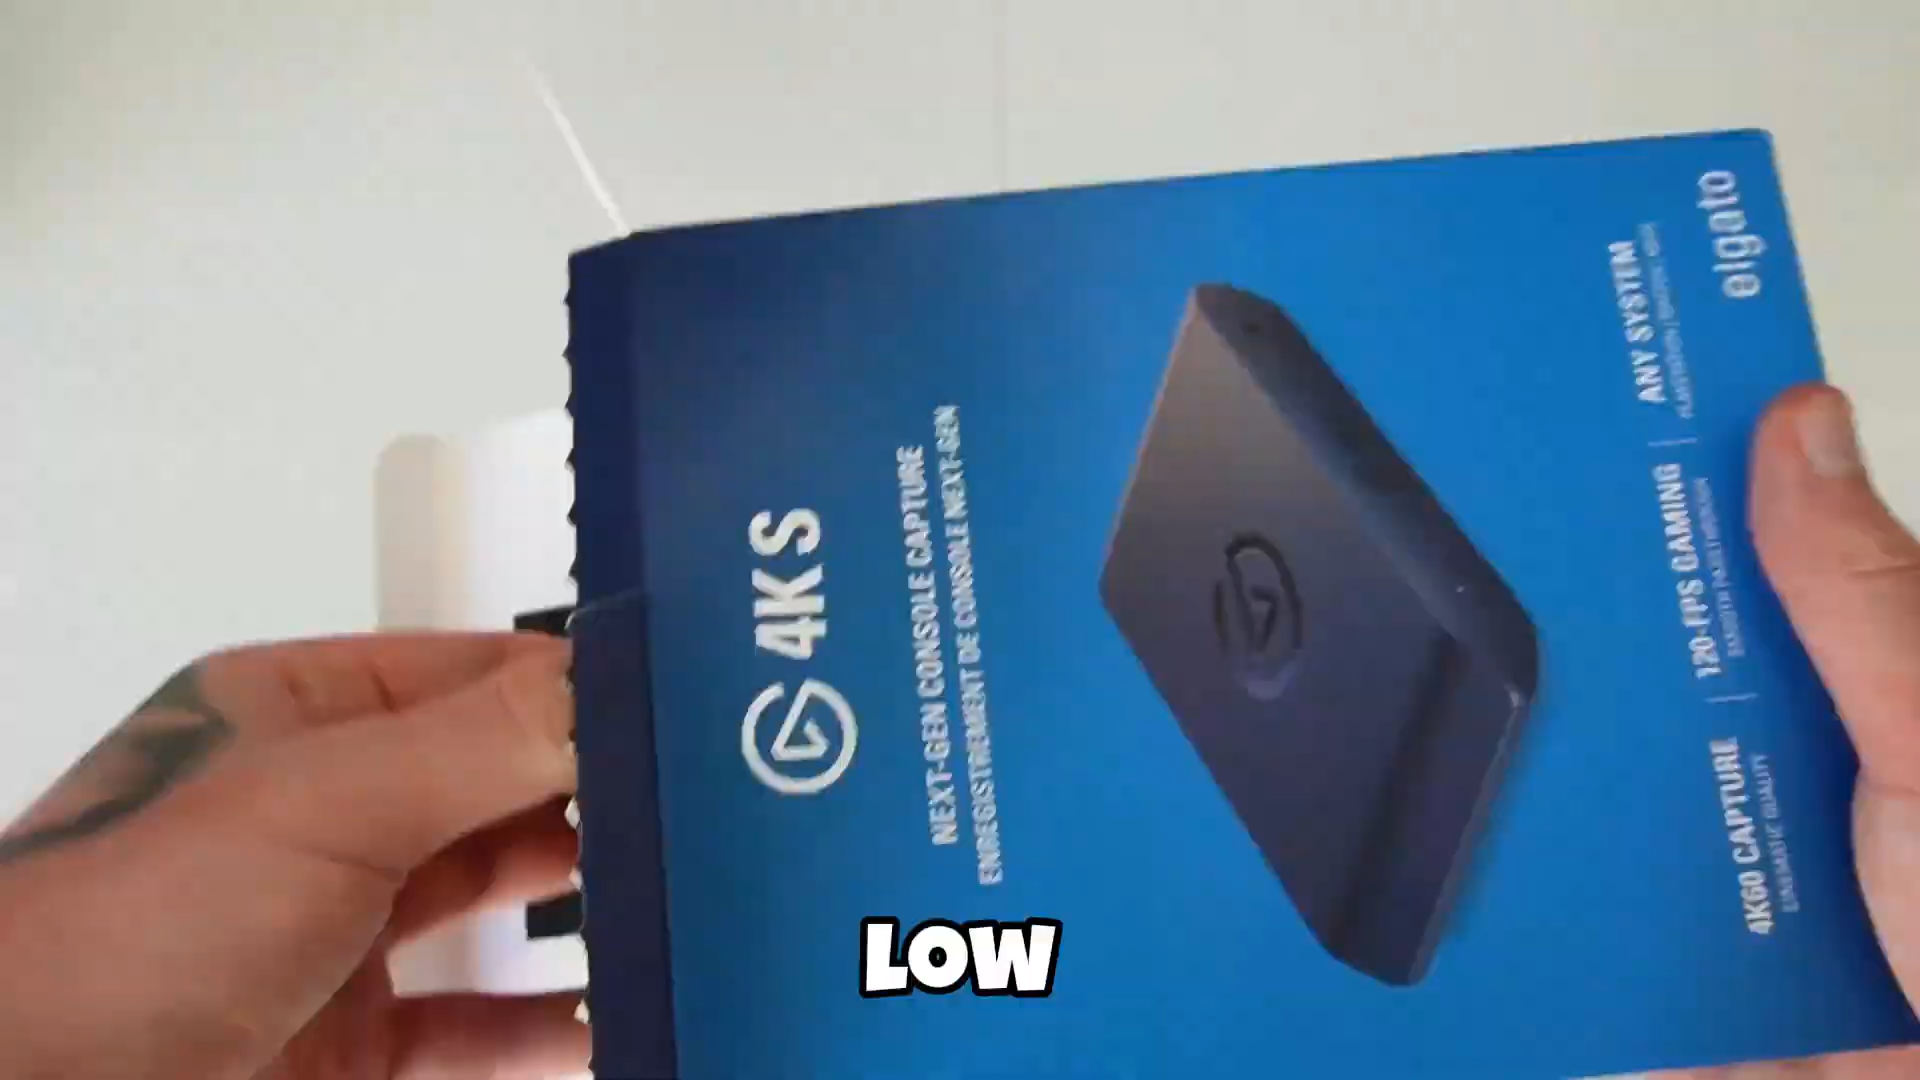 4K S
NEXT-GEN CONSOLE CAPTURE
ENREGISTREMENT DE CONSOLE NEXT-GEN
4K60 CAPTURE | 120-FPS GAMING | ANY SYSTEM
elgato
LOW